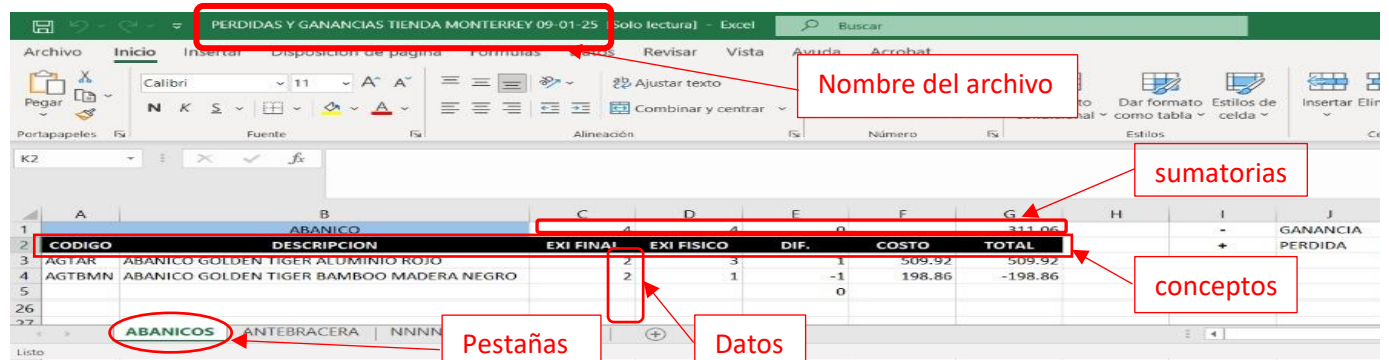 PERDIDAS Y GANANCIAS TIENDA MONTERREY 09-01-25 [Solo lectura] - Excel
Buscar
Archivo Inicio Insertar Disposición de página Fórmulas Datos Revisar Vista Ayuda Acrobat
Nombre del archivo
Calibri 11 A A Ajustar texto
Pegar N K S A Combinar y centrar
Dar formato como tabla Estilos de celda Insertar
Portapapeles Fuente Alineación Número Estilos
K2 fx
sumatorias
A B C D E F G H I J
1 ABANICO 4 4 0 311.06 - GANANCIA
2 CODIGO DESCRIPCION EXI FINAL EXI FISICO DIF. COSTO TOTAL + PERDIDA
3 AGTAR ABANICO GOLDEN TIGER ALUMINIO ROJO 2 3 1 509.92 509.92
4 AGTBMN ABANICO GOLDEN TIGER BAMBOO MADERA NEGRO 2 1 -1 198.86 -198.86
5 0
conceptos
26
27
ABANICOS ANTEBRACERA NNNN
Pestañas Datos
Listo